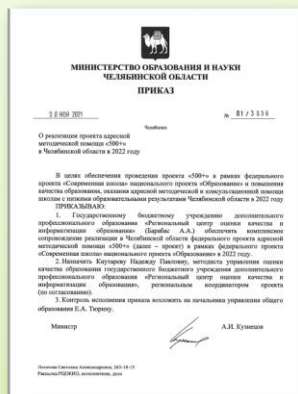 МИНИСТЕРСТВО ОБРАЗОВАНИЯ И НАУКИ
ЧЕЛЯБИНСКОЙ ОБЛАСТИ
ПРИКАЗ
30 НОЯ 2021 № 01/3036
Челябинск
О реализации проекта адресной
методической помощи «500+»
в Челябинской области в 2022 году
В целях обеспечения проведения проекта «500+» в рамках федерального
проекта «Современная школа» национального проекта «Образование» и повышения
качества образования, оказания адресной методической и консультационной помощи
школам с низкими образовательными результатами Челябинской области в 2022 году
ПРИКАЗЫВАЮ:
1. Государственному бюджетному учреждению дополнительного
профессионального образования «Региональный центр оценки качества и
информатизации образования» (Барабас А.А.) обеспечить комплексное
сопровождение реализации в Челябинской области федерального проекта адресной
методической помощи «500+» (далее – проект) в рамках федерального проекта
«Современная школа» национального проекта «Образование» в 2022 году.
2. Назначить Надежду Павловну, методиста управления оценки
качества образования государственного бюджетного учреждения дополнительного
профессионального образования «Региональный центр оценки качества и
информатизации образования», региональным координатором проекта
(по согласованию).
3. Контроль исполнения приказа возложить на начальника управления общего
образования Е.А. Тюрину.
Министр А.И. Кузнецов
Светлана Александровна, 263-18-13